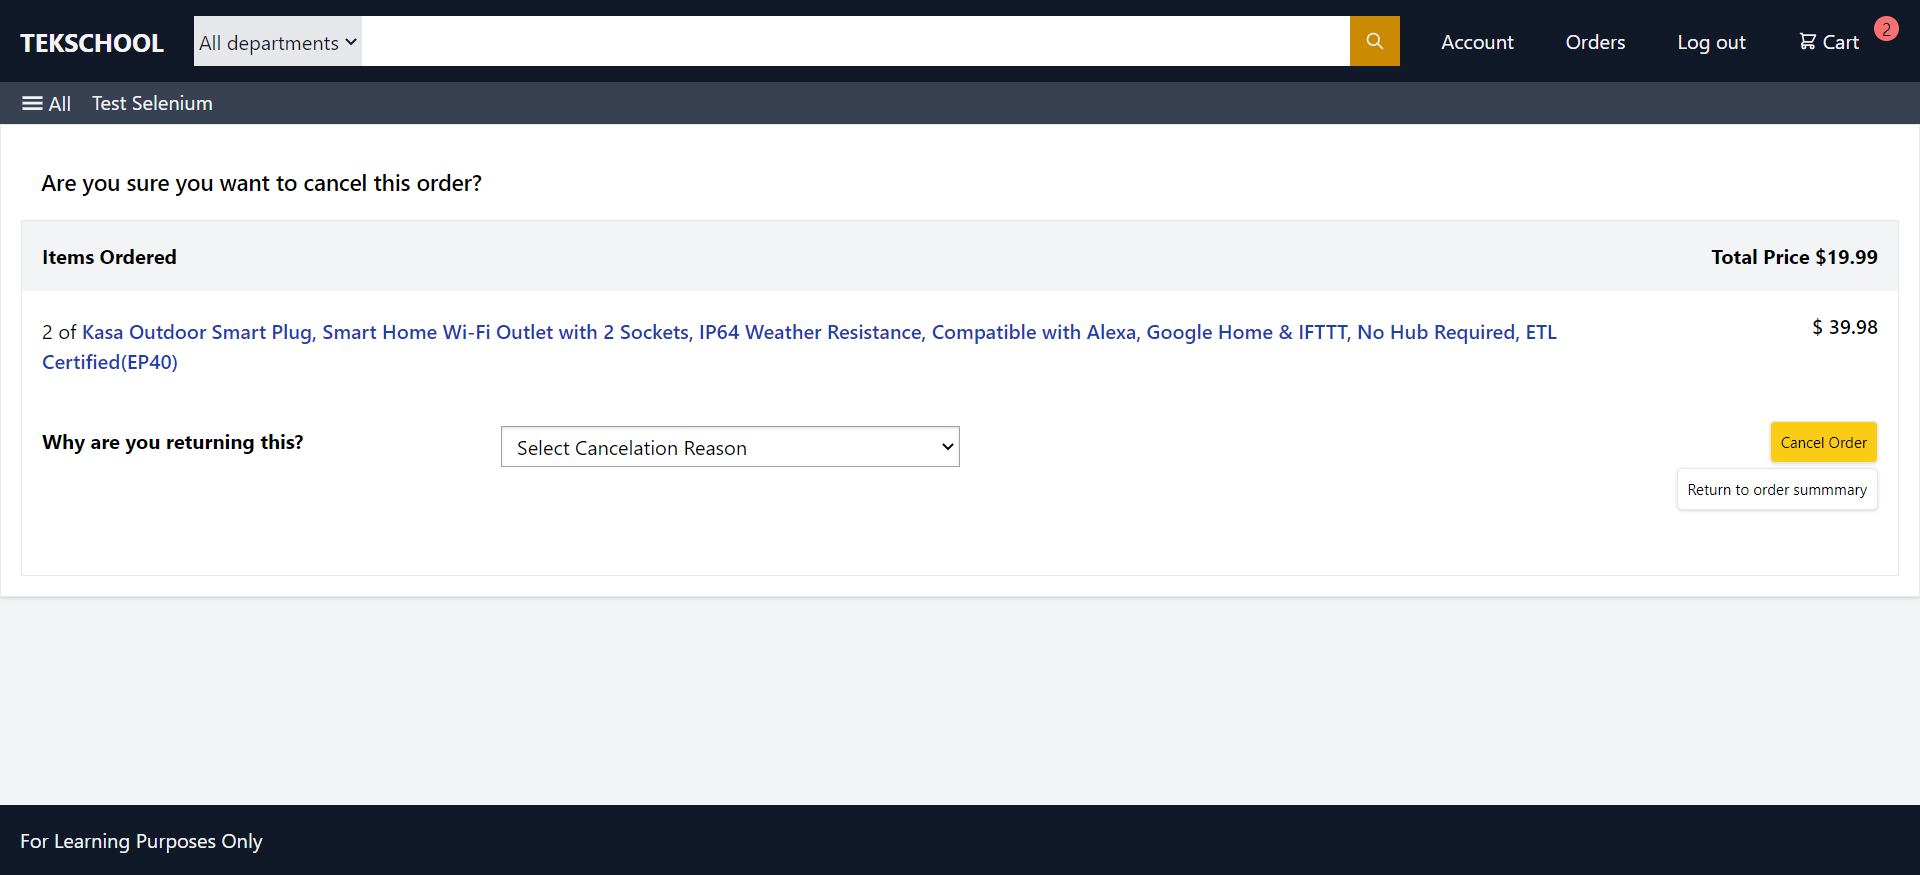 TEKSCHOOL
All departments
Account
Orders
Log out
Cart
2
All
Test Selenium
Are you sure you want to cancel this order?
Items Ordered
Total Price $19.99
2 of Kasa Outdoor Smart Plug, Smart Home Wi-Fi Outlet with 2 Sockets, IP64 Weather Resistance, Compatible with Alexa, Google Home & IFTTT, No Hub Required, ETL
Certified(EP40)
$ 39.98
Why are you returning this?
Select Cancelation Reason
Cancel Order
Return to order summmary
For Learning Purposes Only